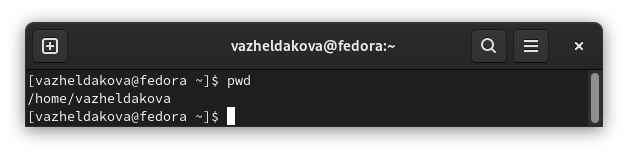 vazheldakova@fedora:~
[vazheldakova@fedora ~]$ pwd
/home/vazheldakova
[vazheldakova@fedora ~]$